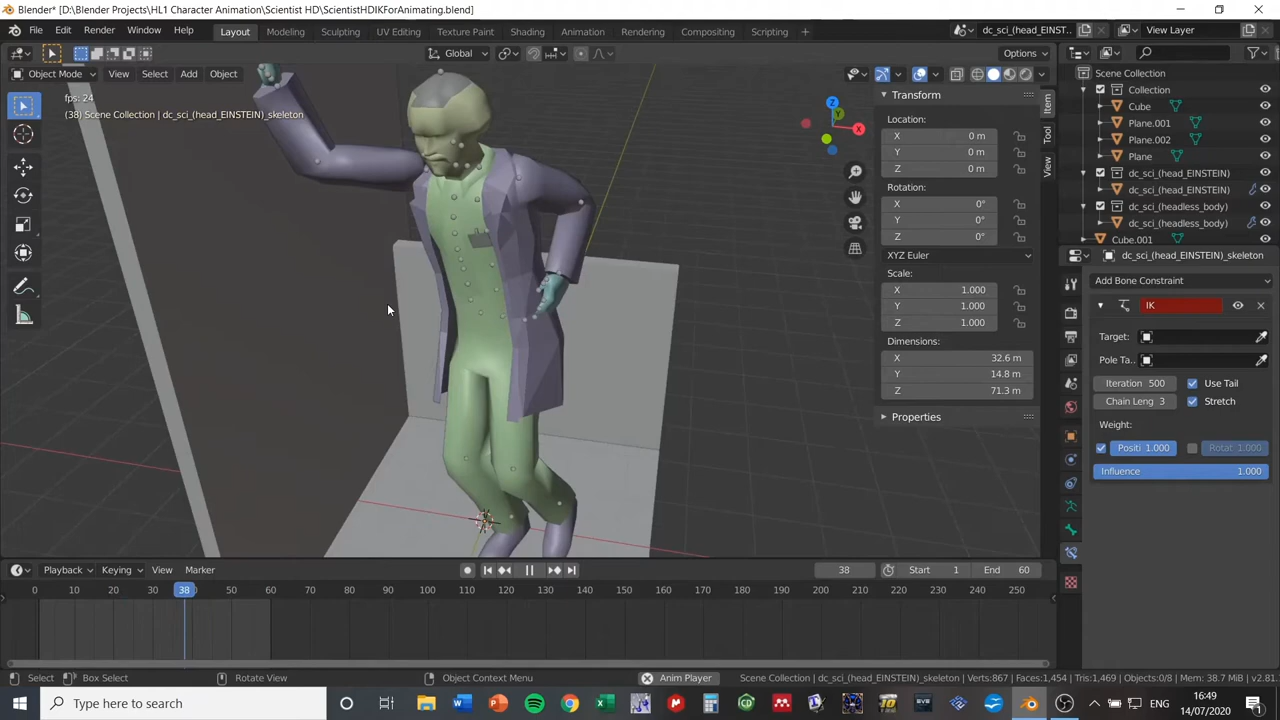 Blender* [D:\Blender Projects\HL1 Character Animation\Scientist HD\ScientistHDIKForAnimating.blend]
File Edit Render Window Help Layout Modeling Sculpting UV Editing Texture Paint Shading Animation Rendering Compositing Scripting + dc_sci_(head_EINST... View Layer
Global Options
Object Mode View Select Add Object
fps: 24
(38) Scene Collection | dc_sci_(head_EINSTEIN)_skeleton
Z
Y
X
Transform
Location:
X 0 m
Y 0 m
Z 0 m
Rotation:
X 0°
Y 0°
Z 0°
XYZ Euler
Scale:
X 1.000
Y 1.000
Z 1.000
Dimensions:
X 32.6 m
Y 14.8 m
Z 71.3 m
Properties
Item
Tool
View
Scene Collection
Collection
Cube
Plane.001
Plane.002
Plane
dc_sci_(head_EINSTEIN)
dc_sci_(head_EINSTEIN)
dc_sci_(headless_body)
dc_sci_(headless_body)
Cube.001
dc_sci_(head_EINSTEIN)_skeleton
Add Bone Constraint
IK
Target:
Pole Ta..
Iteration 500 Use Tail
Chain Leng 3 Stretch
Weight:
Positi 1.000 Rotat 1.000
Influence 1.000
Playback Keying View Marker 38 Start 1 End 60
0 10 20 30 38 50 60 70 80 90 100 110 120 130 140 150 160 170 180 190 200 210 220 230 240 250
Select Box Select Rotate View Object Context Menu Anim Player Scene Collection | dc_sci_(head_EINSTEIN)_skeleton | Verts:867 | Faces:1,454 | Tris:1,469 | Objects:0/8 | Mem: 38.7 MiB | v2.81.
Type here to search
ENG
16:49
14/07/2020